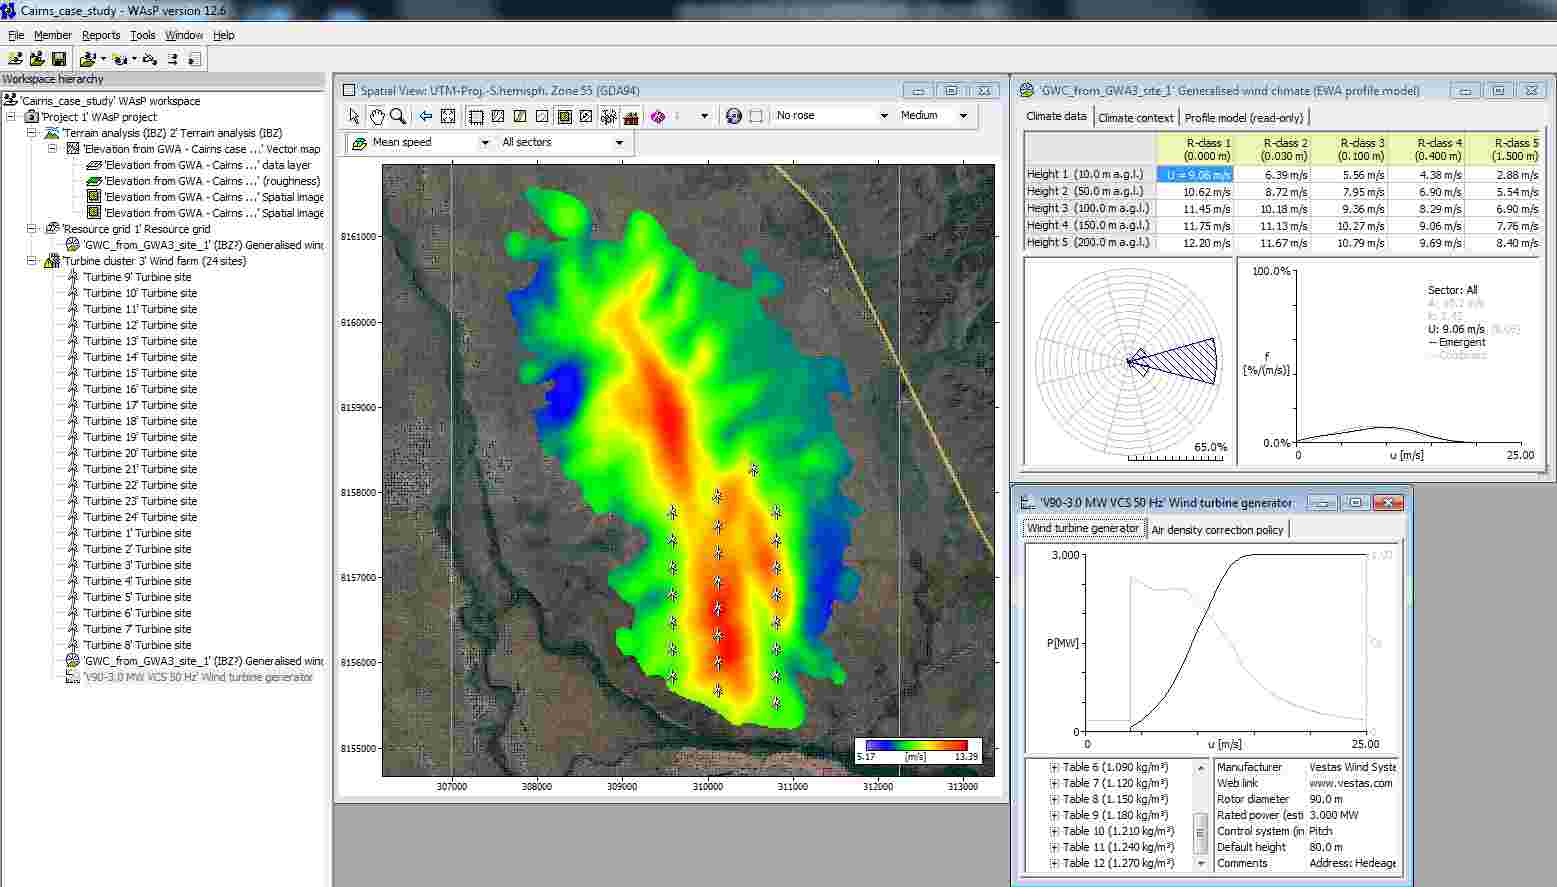 Cairns_case_study - WAsP version 12.6
File Member Reports Tools Window Help
Workspace hierarchy
'Cairns_case_study' WAsP workspace
'Project 1' WAsP project
'Terrain analysis (IBZ) 2' Terrain analysis (IBZ)
'Elevation from GWA - Cairns case ...' Vector map
'Elevation from GWA - Cairns ...' data layer
'Elevation from GWA - Cairns ...' (roughness)
'Elevation from GWA - Cairns ...' Spatial image
'Elevation from GWA - Cairns ...' Spatial image
'Resource grid 1' Resource grid
'GWC_from_GWA3_site_1' (IBZ?) Generalised wind
'Turbine cluster 3' Wind farm (24 sites)
'Turbine 9' Turbine site
'Turbine 10' Turbine site
'Turbine 11' Turbine site
'Turbine 12' Turbine site
'Turbine 13' Turbine site
'Turbine 14' Turbine site
'Turbine 15' Turbine site
'Turbine 16' Turbine site
'Turbine 17' Turbine site
'Turbine 18' Turbine site
'Turbine 19' Turbine site
'Turbine 20' Turbine site
'Turbine 21' Turbine site
'Turbine 22' Turbine site
'Turbine 23' Turbine site
'Turbine 24' Turbine site
'Turbine 1' Turbine site
'Turbine 2' Turbine site
'Turbine 3' Turbine site
'Turbine 4' Turbine site
'Turbine 5' Turbine site
'Turbine 6' Turbine site
'Turbine 7' Turbine site
'Turbine 8' Turbine site
'GWC_from_GWA3_site_1' (IBZ?) Generalised wind
'V90-3.0 MW VCS 50 Hz' Wind turbine generator
Spatial View: UTM-Proj.-S.hemisph. Zone 55 (GDA94)
No rose Medium
Mean speed All sectors
8161000
8160000
8159000
8158000
8157000
8156000
8155000
5.17 [m/s] 13.39
307000 308000 309000 310000 311000 312000 313000
'GWC_from_GWA3_site_1' Generalised wind climate (EWA profile model)
Climate data Climate context Profile model (read-only)
R-class 1 R-class 2 R-class 3 R-class 4 R-class 5
(0.000 m) (0.030 m) (0.100 m) (0.400 m) (1.500 m)
Height 1 (10.0 m a.g.l.) U = 9.06 m/s 6.39 m/s 5.56 m/s 4.38 m/s 2.88 m/s
Height 2 (50.0 m a.g.l.) 10.62 m/s 8.72 m/s 7.95 m/s 6.90 m/s 5.54 m/s
Height 3 (100.0 m a.g.l.) 11.45 m/s 10.18 m/s 9.36 m/s 8.29 m/s 6.90 m/s
Height 4 (150.0 m a.g.l.) 11.75 m/s 11.13 m/s 10.27 m/s 9.06 m/s 7.76 m/s
Height 5 (200.0 m a.g.l.) 12.20 m/s 11.67 m/s 10.79 m/s 9.69 m/s 8.40 m/s
65.0%
100.0%
Sector: All
U: 9.06 m/s
Emergent
Combined
f
[%/(m/s)]
0.0%
0 u [m/s] 25.00
'V90-3.0 MW VCS 50 Hz' Wind turbine generator
Wind turbine generator Air density correction policy
3.000
P[MW]
0
0 u [m/s] 25.00
Table 6 (1.090 kg/m³) Manufacturer Vestas Wind Syste
Table 7 (1.120 kg/m³) Web link www.vestas.com
Table 8 (1.150 kg/m³) Rotor diameter 90.0 m
Table 9 (1.180 kg/m³) Rated power (esti 3.000 MW
Table 10 (1.210 kg/m³) Control system (in Pitch
Table 11 (1.240 kg/m³) Default height 80.0 m
Table 12 (1.270 kg/m³) Comments Address: Hedeage